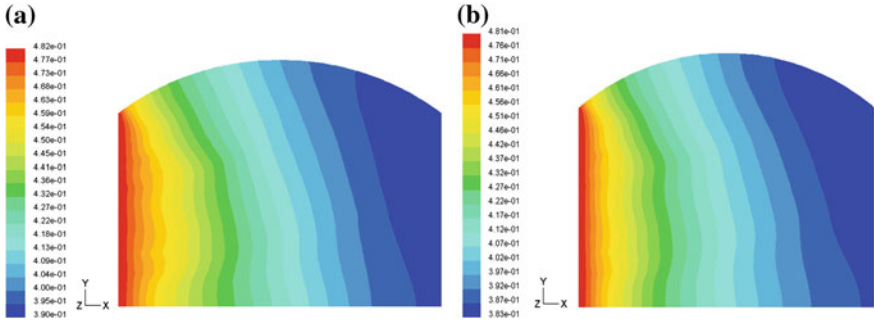 (a)
4.82e-01
4.77e-01
4.73e-01
4.68e-01
4.63e-01
4.59e-01
4.54e-01
4.50e-01
4.45e-01
4.41e-01
4.36e-01
4.32e-01
4.27e-01
4.22e-01
4.18e-01
4.13e-01
4.09e-01
4.04e-01
4.00e-01
3.95e-01
3.90e-01
Y
Z X
(b)
4.81e-01
4.76e-01
4.71e-01
4.66e-01
4.61e-01
4.56e-01
4.51e-01
4.46e-01
4.42e-01
4.37e-01
4.32e-01
4.27e-01
4.22e-01
4.17e-01
4.12e-01
4.07e-01
4.02e-01
3.97e-01
3.92e-01
3.87e-01
3.83e-01
Y
Z X